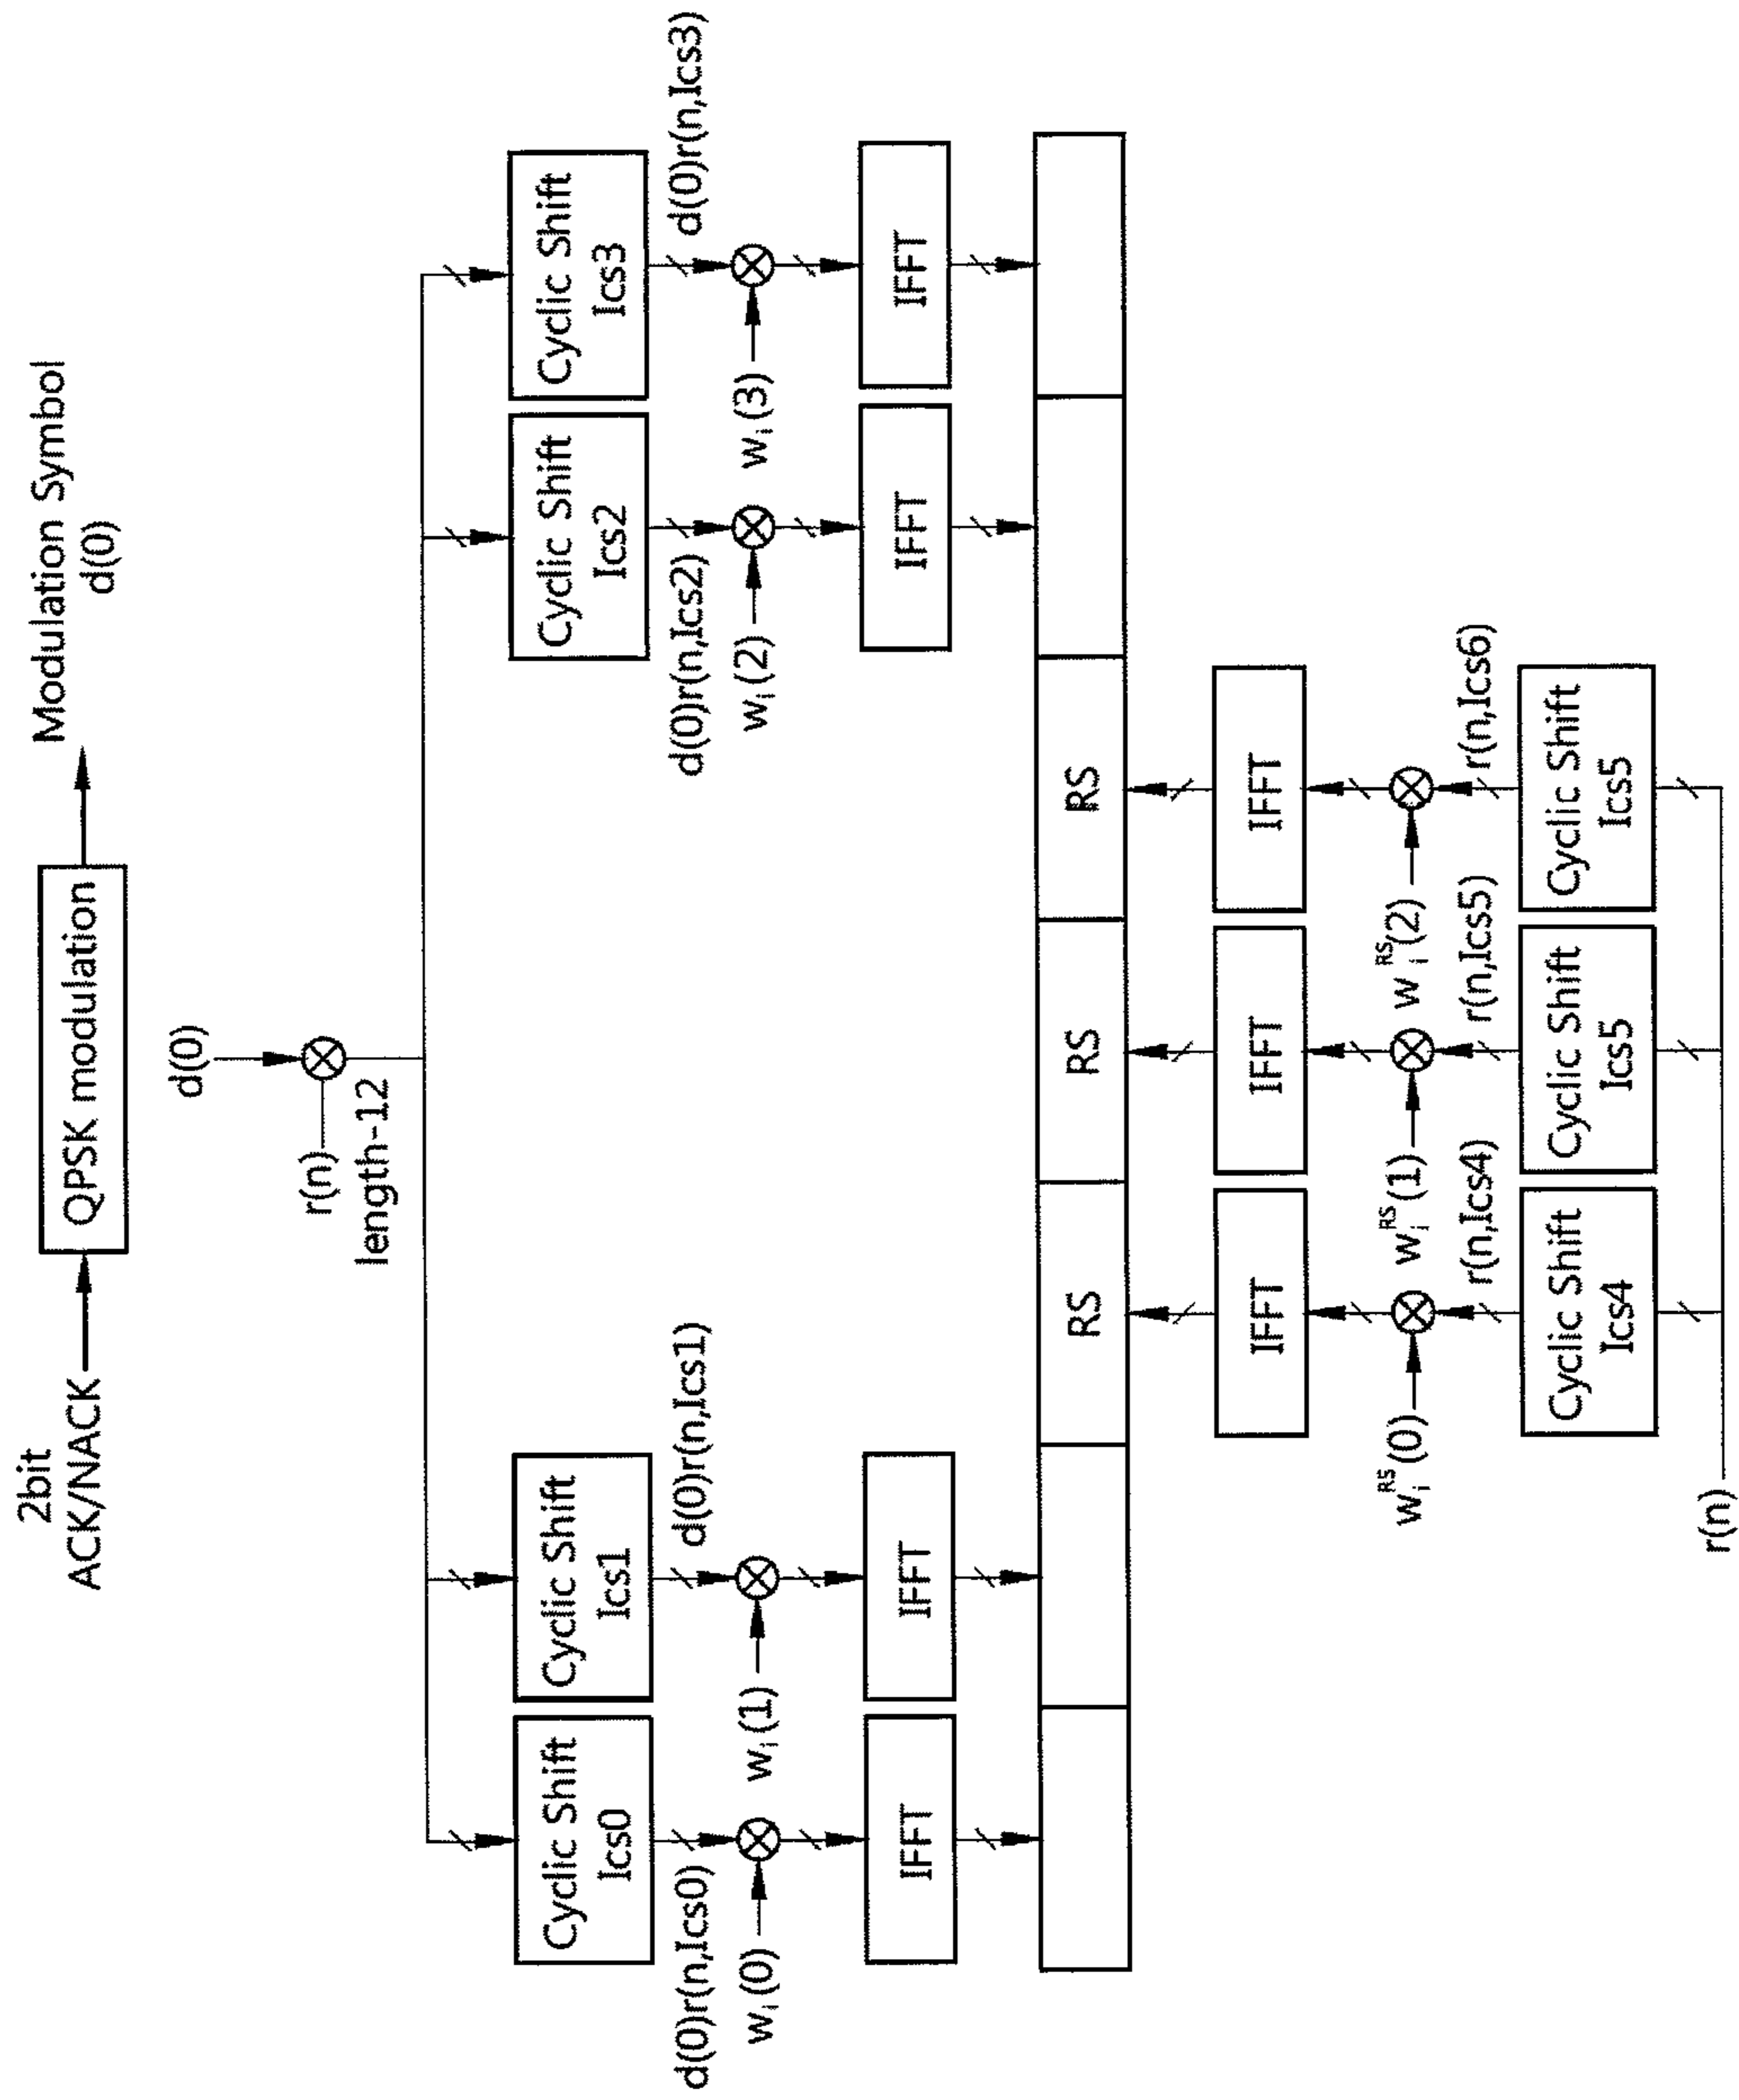 2bit
ACK/NACK
QPSK modulation
Modulation Symbol
d(0)
d(0)
r(n)
length-12
Cyclic Shift
Ics0
Cyclic Shift
Ics1
Cyclic Shift
Ics2
Cyclic Shift
Ics3
d(0)r(n,Ics0)
d(0)r(n,Ics1)
d(0)r(n,Ics2)
d(0)r(n,Ics3)
wᵢ(0)
wᵢ(1)
wᵢ(2)
wᵢ(3)
IFFT
IFFT
IFFT
IFFT
RS
RS
RS
IFFT
IFFT
IFFT
wᵢRS(0)
wᵢRS(1)
wᵢRS(2)
r(n,Ics4)
r(n,Ics5)
r(n,Ics6)
Cyclic Shift
Ics4
Cyclic Shift
Ics5
Cyclic Shift
Ics5
r(n)